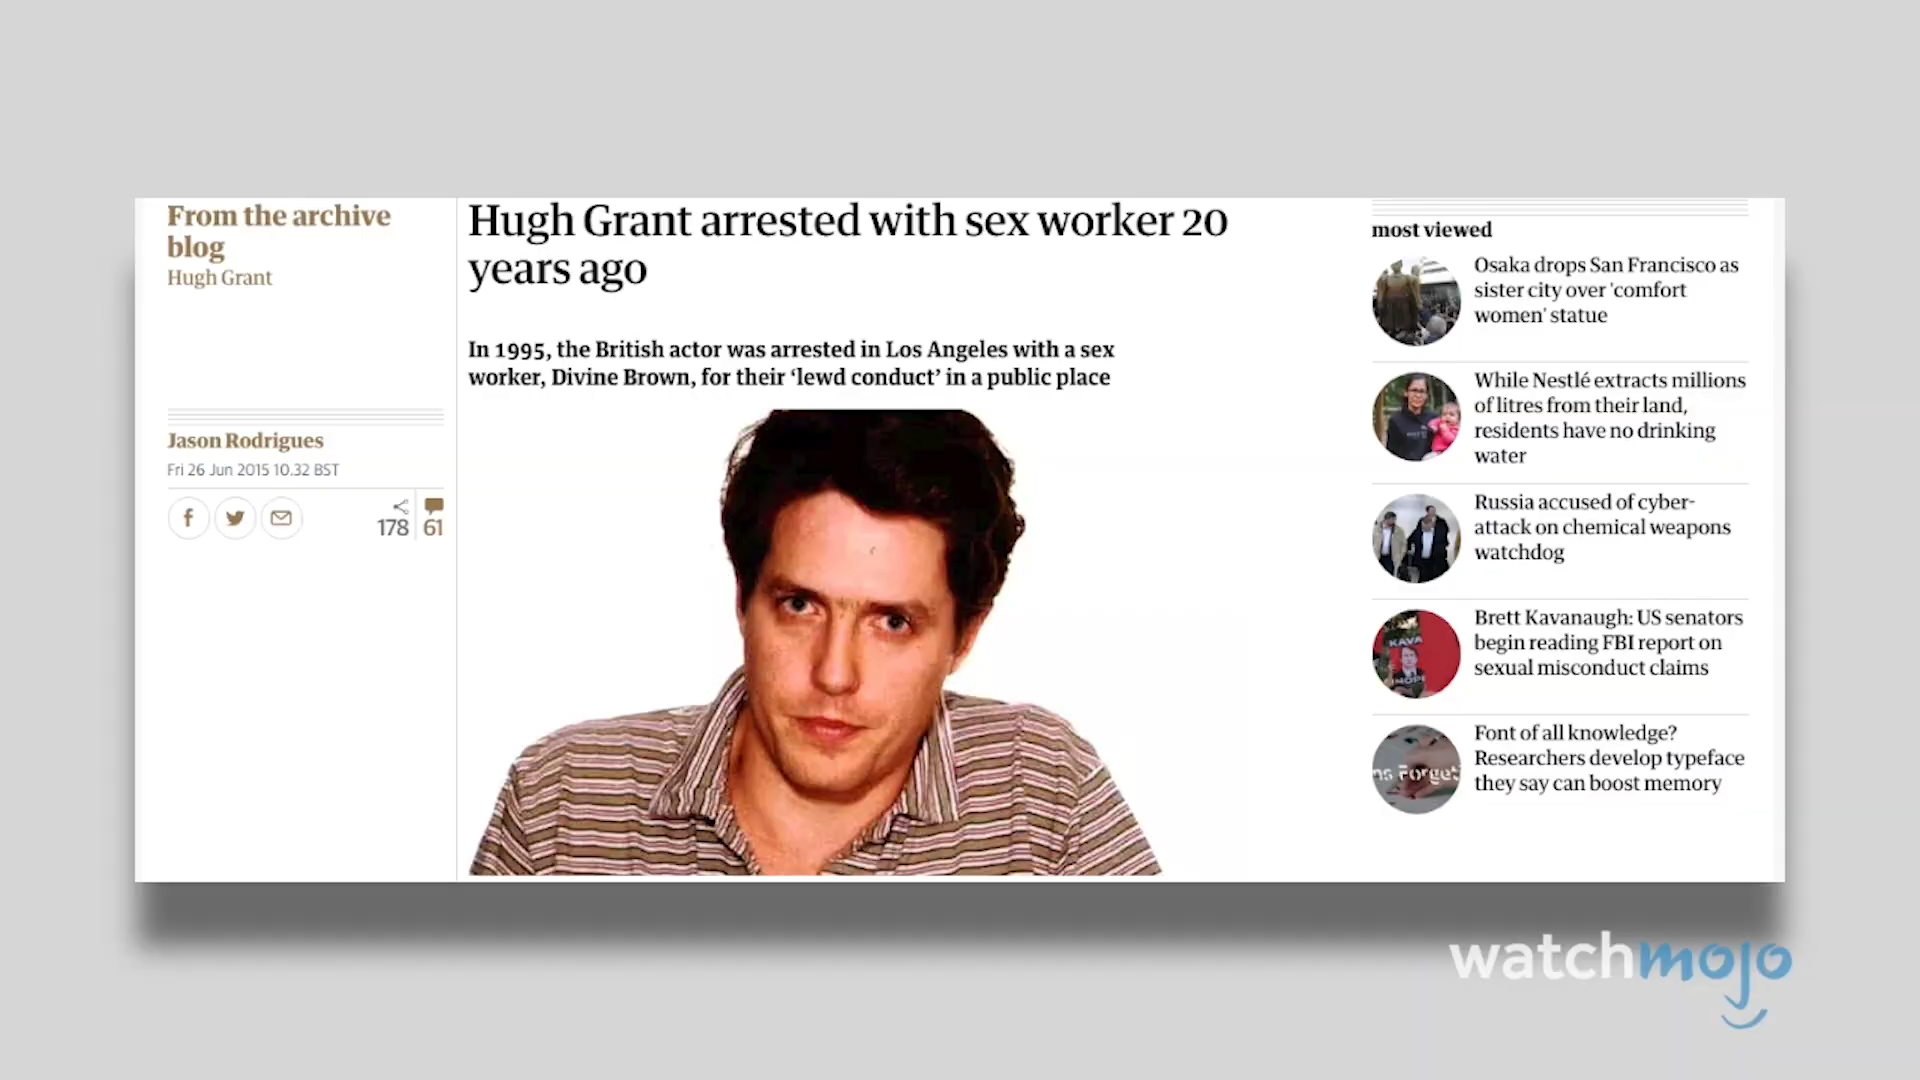 From the archive
blog
Hugh Grant
Jason Rodrigues
Fri 26 Jun 2015 10.32 BST
178
61
Hugh Grant arrested with sex worker 20
years ago
In 1995, the British actor was arrested in Los Angeles with a sex
worker, Divine Brown, for their ‘lewd conduct’ in a public place
most viewed
Osaka drops San Francisco as
sister city over 'comfort
women' statue
While Nestlé extracts millions
of litres from their land,
residents have no drinking
water
Russia accused of cyber-
attack on chemical weapons
watchdog
KAVA
Brett Kavanaugh: US senators
begin reading FBI report on
sexual misconduct claims
ns Forget
Font of all knowledge?
Researchers develop typeface
they say can boost memory
watchmojo